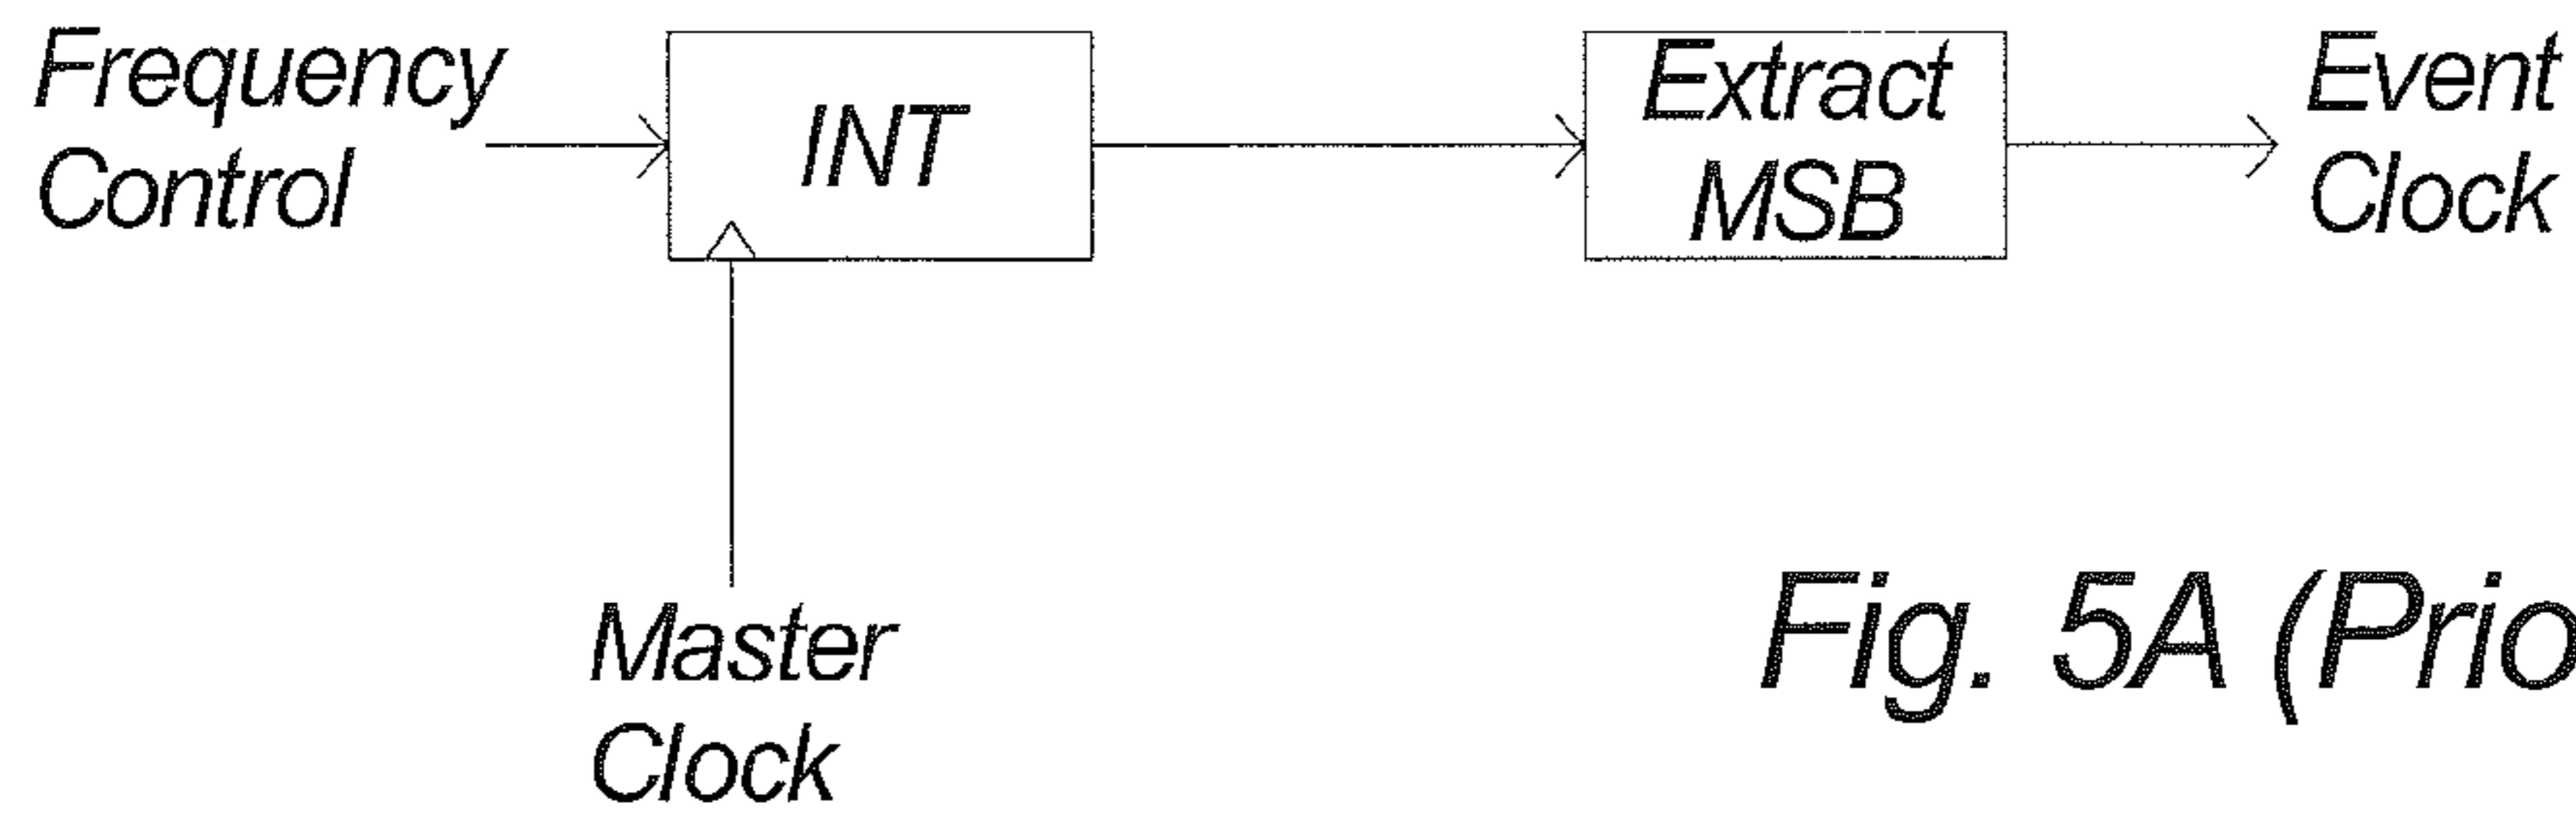 Frequency
Control
INT
Extract
MSB
Event
Clock
Master
Clock
Fig. 5A (Prio